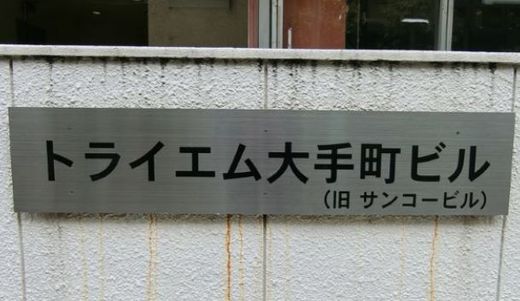 トライエム大手町ビル
(旧 サンコービル)